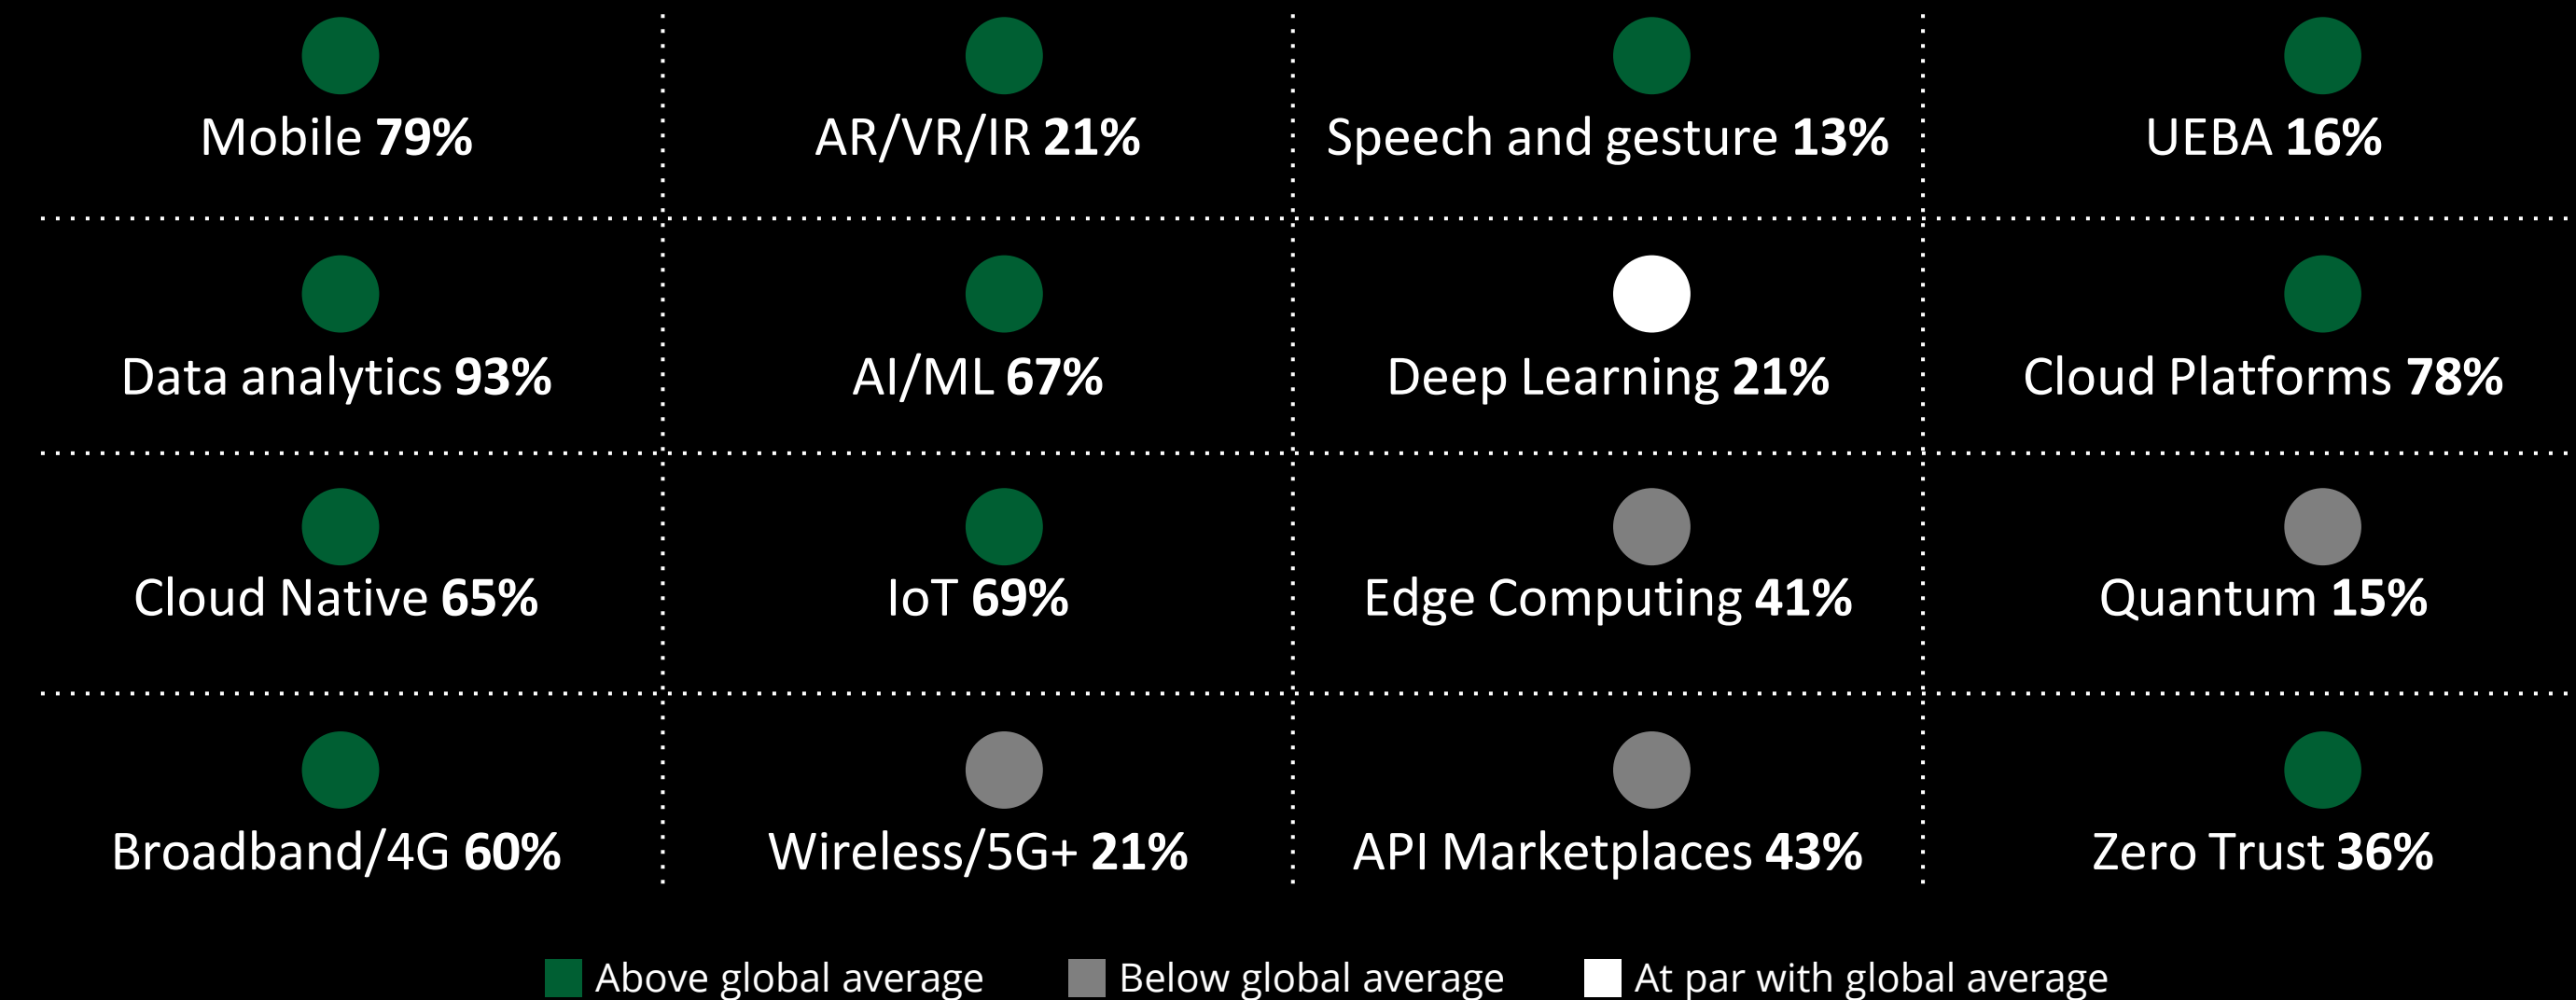 Mobile 79%
AR/VR/IR 21%
Speech and gesture 13%
UEBA 16%
Data analytics 93%
AI/ML 67%
Deep Learning 21%
Cloud Platforms 78%
Cloud Native 65%
IoT 69%
Edge Computing 41%
Quantum 15%
Broadband/4G 60%
Wireless/5G+ 21%
API Marketplaces 43%
Zero Trust 36%
Above global average
Below global average
At par with global average